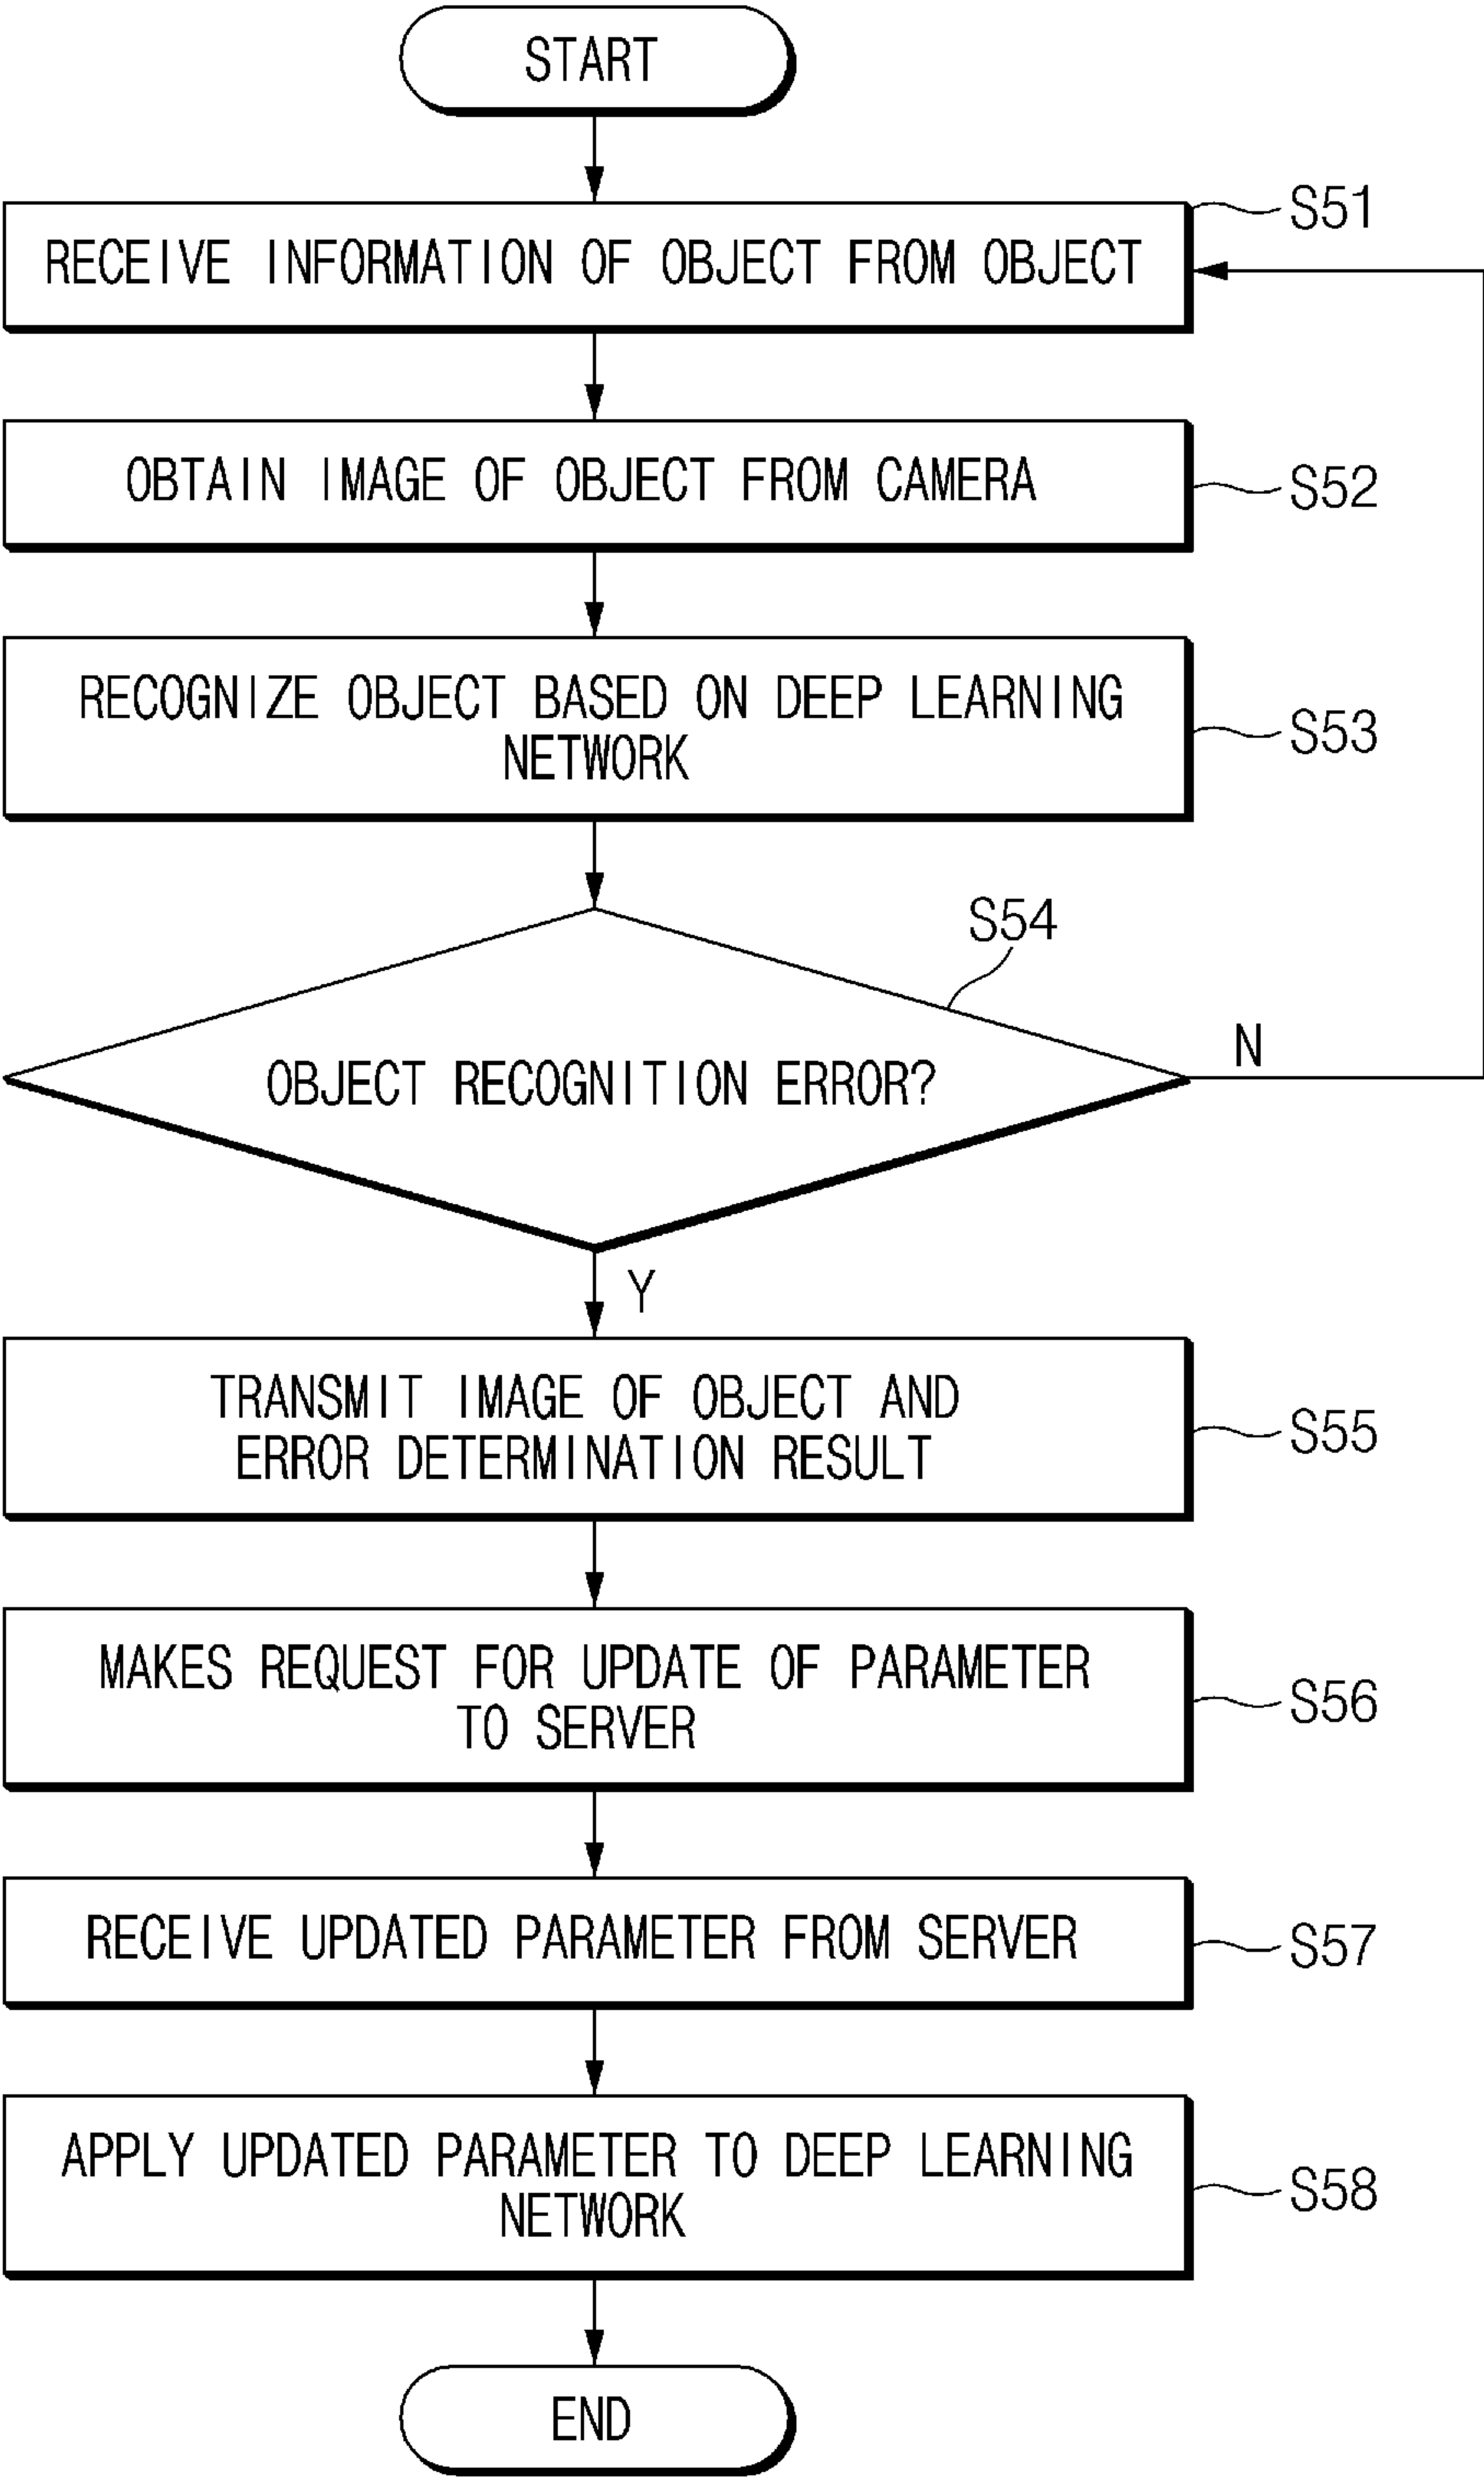 START
S51
RECEIVE INFORMATION OF OBJECT FROM OBJECT
OBTAIN IMAGE OF OBJECT FROM CAMERA
S52
RECOGNIZE OBJECT BASED ON DEEP LEARNING
NETWORK
S53
S54
N
OBJECT RECOGNITION ERROR?
Y
TRANSMIT IMAGE OF OBJECT AND
ERROR DETERMINATION RESULT
S55
MAKES REQUEST FOR UPDATE OF PARAMETER
TO SERVER
S56
RECEIVE UPDATED PARAMETER FROM SERVER
S57
APPLY UPDATED PARAMETER TO DEEP LEARNING
NETWORK
S58
END